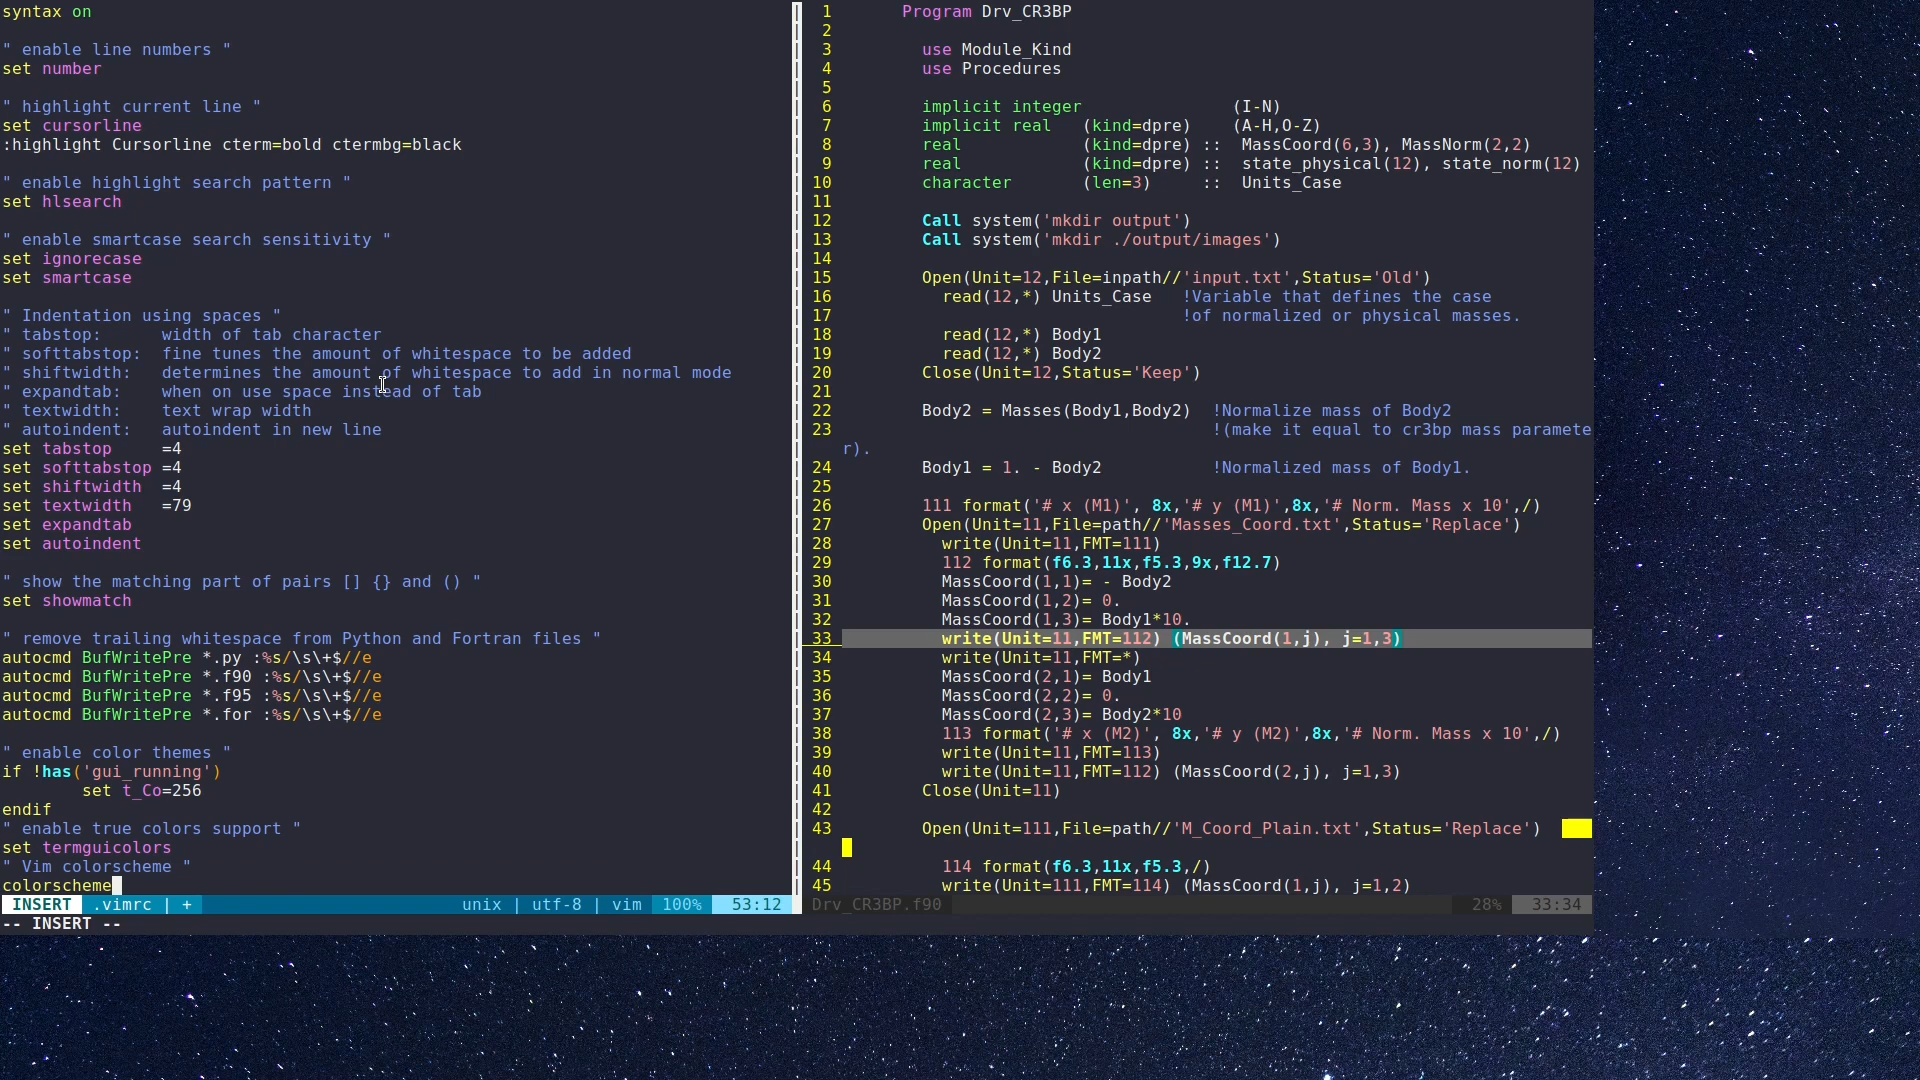 syntax on
" enable line numbers "
set number
" highlight current line "
set cursorline
:highlight Cursorline cterm=bold ctermbg=black
" enable highlight search pattern "
set hlsearch
" enable smartcase search sensitivity "
set ignorecase
set smartcase
" Indentation using spaces "
" tabstop:      width of tab character
" softtabstop:  fine tunes the amount of whitespace to be added
" shiftwidth:   determines the amount of whitespace to add in normal mode
" expandtab:    when on use space instead of tab
" textwidth:    text wrap width
" autoindent:   autoindent in new line
set tabstop     =4
set softtabstop =4
set shiftwidth  =4
set textwidth   =79
set expandtab
set autoindent
" show the matching part of pairs [] {} and () "
set showmatch
" remove trailing whitespace from Python and Fortran files "
autocmd BufWritePre *.py :%s/\s\+$//e
autocmd BufWritePre *.f90 :%s/\s\+$//e
autocmd BufWritePre *.f95 :%s/\s\+$//e
autocmd BufWritePre *.for :%s/\s\+$//e
" enable color themes "
if !has('gui_running')
        set t_Co=256
endif
" enable true colors support "
set termguicolors
" Vim colorscheme "
colorscheme
INSERT  .vimrc | +  unix | utf-8 | vim  100%  53:12
-- INSERT --
1       Program Drv_CR3BP
2
3         use Module_Kind
4         use Procedures
5
6         implicit integer               (I-N)
7         implicit real   (kind=dpre)    (A-H,O-Z)
8         real            (kind=dpre) ::  MassCoord(6,3), MassNorm(2,2)
9         real            (kind=dpre) ::  state_physical(12), state_norm(12)
10         character       (len=3)     ::  Units_Case
11
12         Call system('mkdir output')
13         Call system('mkdir ./output/images')
14
15         Open(Unit=12,File=inpath//'input.txt',Status='Old')
16           read(12,*) Units_Case   !Variable that defines the case
17                                   !of normalized or physical masses.
18           read(12,*) Body1
19           read(12,*) Body2
20         Close(Unit=12,Status='Keep')
21
22         Body2 = Masses(Body1,Body2)  !Normalize mass of Body2
23                                      !(make it equal to cr3bp mass paramete
r).
24         Body1 = 1. - Body2           !Normalized mass of Body1.
25
26         111 format('# x (M1)', 8x,'# y (M1)',8x,'# Norm. Mass x 10',/)
27         Open(Unit=11,File=path//'Masses_Coord.txt',Status='Replace')
28           write(Unit=11,FMT=111)
29           112 format(f6.3,11x,f5.3,9x,f12.7)
30           MassCoord(1,1)= - Body2
31           MassCoord(1,2)= 0.
32           MassCoord(1,3)= Body1*10.
33           write(Unit=11,FMT=112) (MassCoord(1,j), j=1,3)
34           write(Unit=11,FMT=*)
35           MassCoord(2,1)= Body1
36           MassCoord(2,2)= 0.
37           MassCoord(2,3)= Body2*10
38           113 format('# x (M2)', 8x,'# y (M2)',8x,'# Norm. Mass x 10',/)
39           write(Unit=11,FMT=113)
40           write(Unit=11,FMT=112) (MassCoord(2,j), j=1,3)
41         Close(Unit=11)
42
43         Open(Unit=111,File=path//'M_Coord_Plain.txt',Status='Replace')
44           114 format(f6.3,11x,f5.3,/)
45           write(Unit=111,FMT=114) (MassCoord(1,j), j=1,2)
Drv_CR3BP.f90  28%  33:34